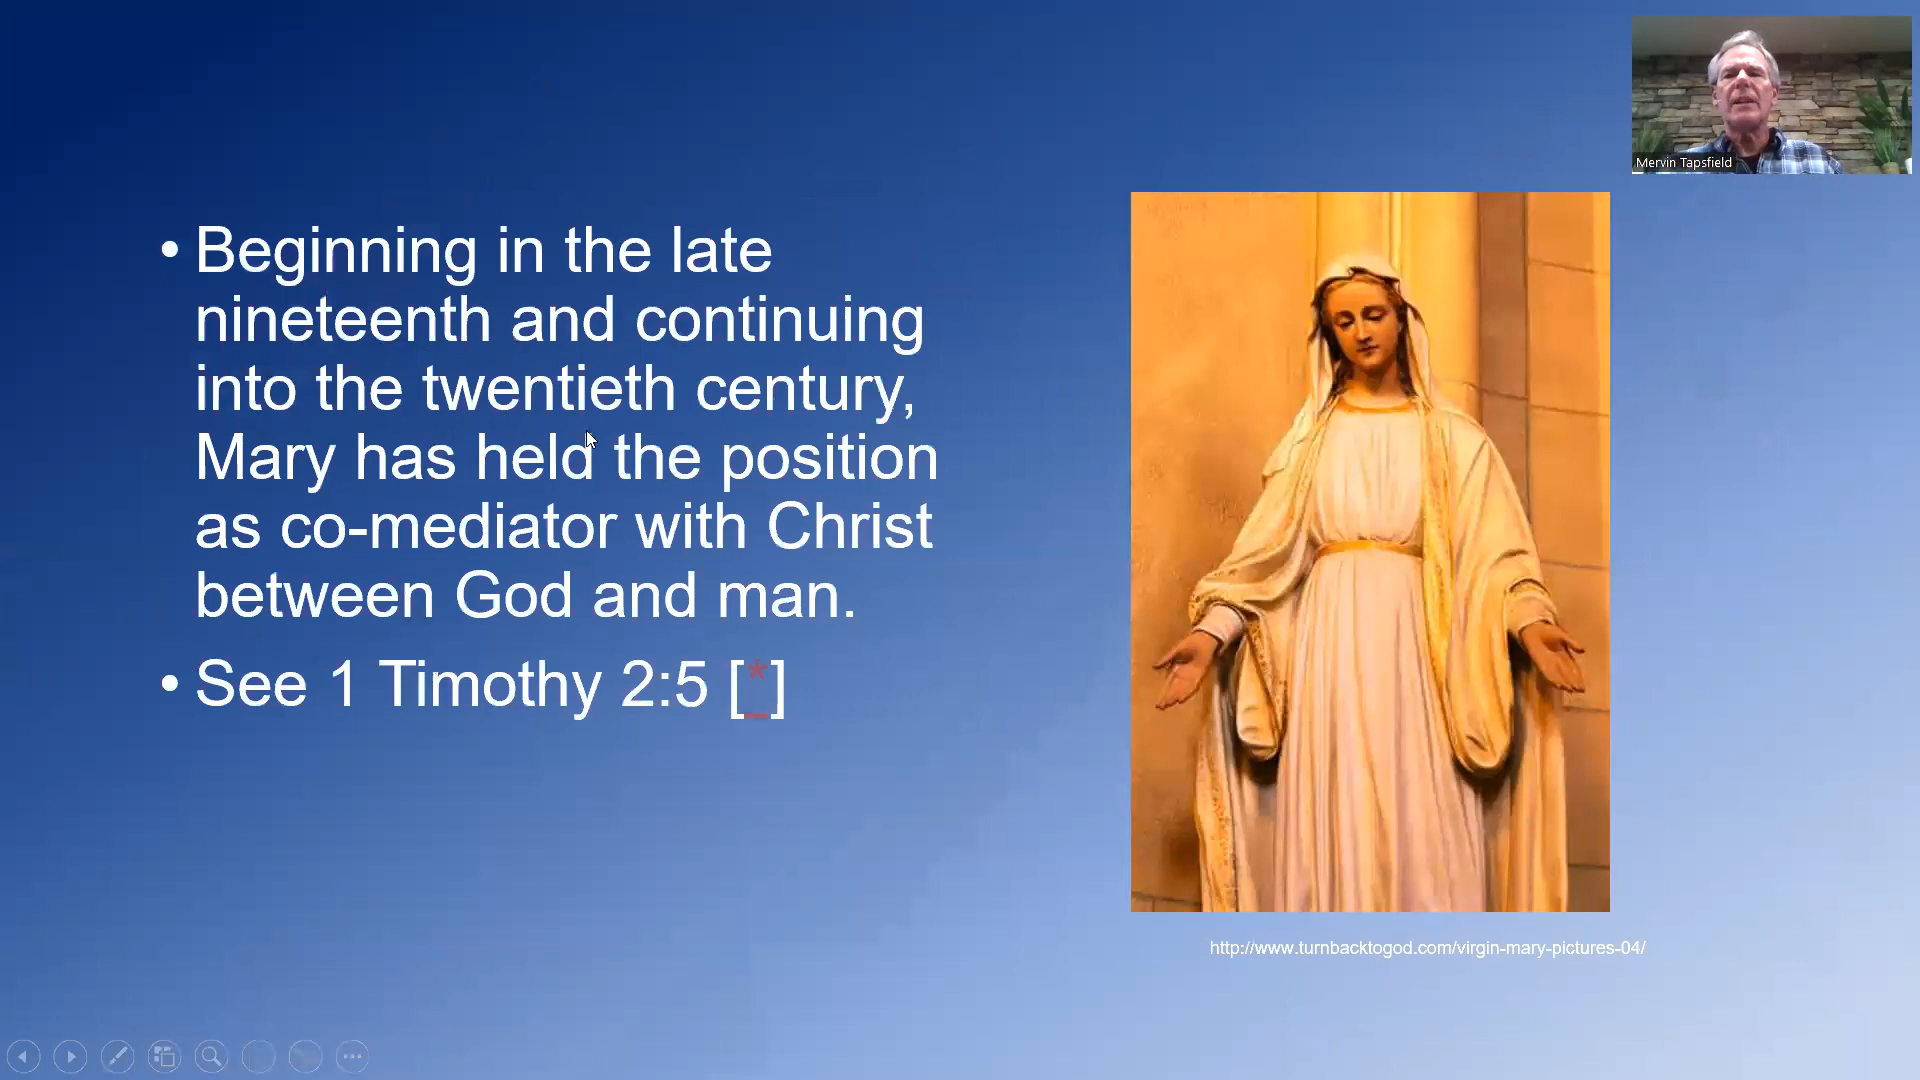 Mervin Tapsfield
• Beginning in the late
nineteenth and continuing
into the twentieth century,
Mary has held the position
as co-mediator with Christ
between God and man.
• See 1 Timothy 2:5 [*]
http://www.turnbacktogod.com/virgin-mary-pictures-04/